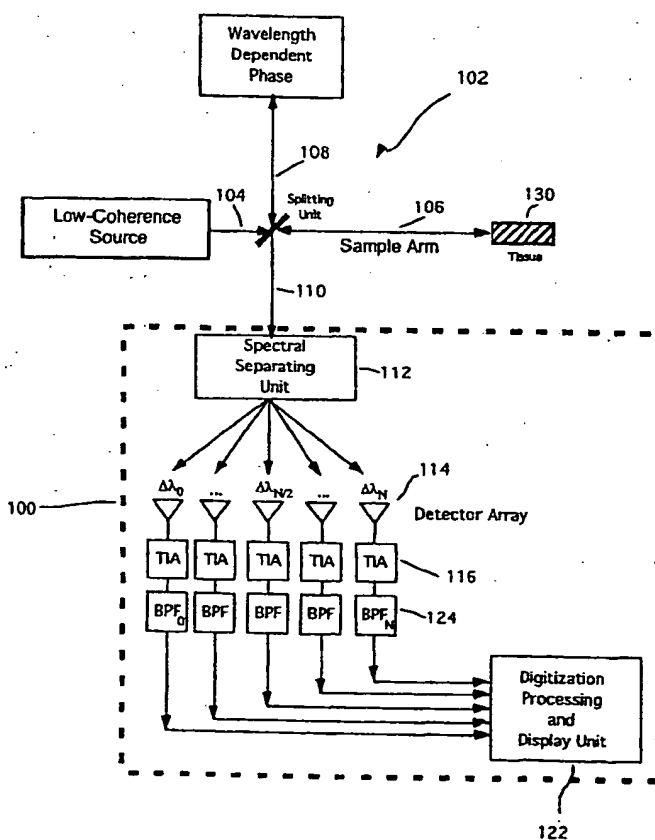 Wavelength
Dependent
Phase
102
108
Splitting
Unit
104
Low-Coherence
Source
106
130
Sample Arm
Tissue
110
Spectral
Separating
Unit
112
Δλ0 ... ΔλN/2 ... ΔλN
114
100
Detector Array
TIA TIA TIA TIA TIA
116
BPF0 BPF BPF BPF BPFN
124
Digitization
Processing
and
Display Unit
122